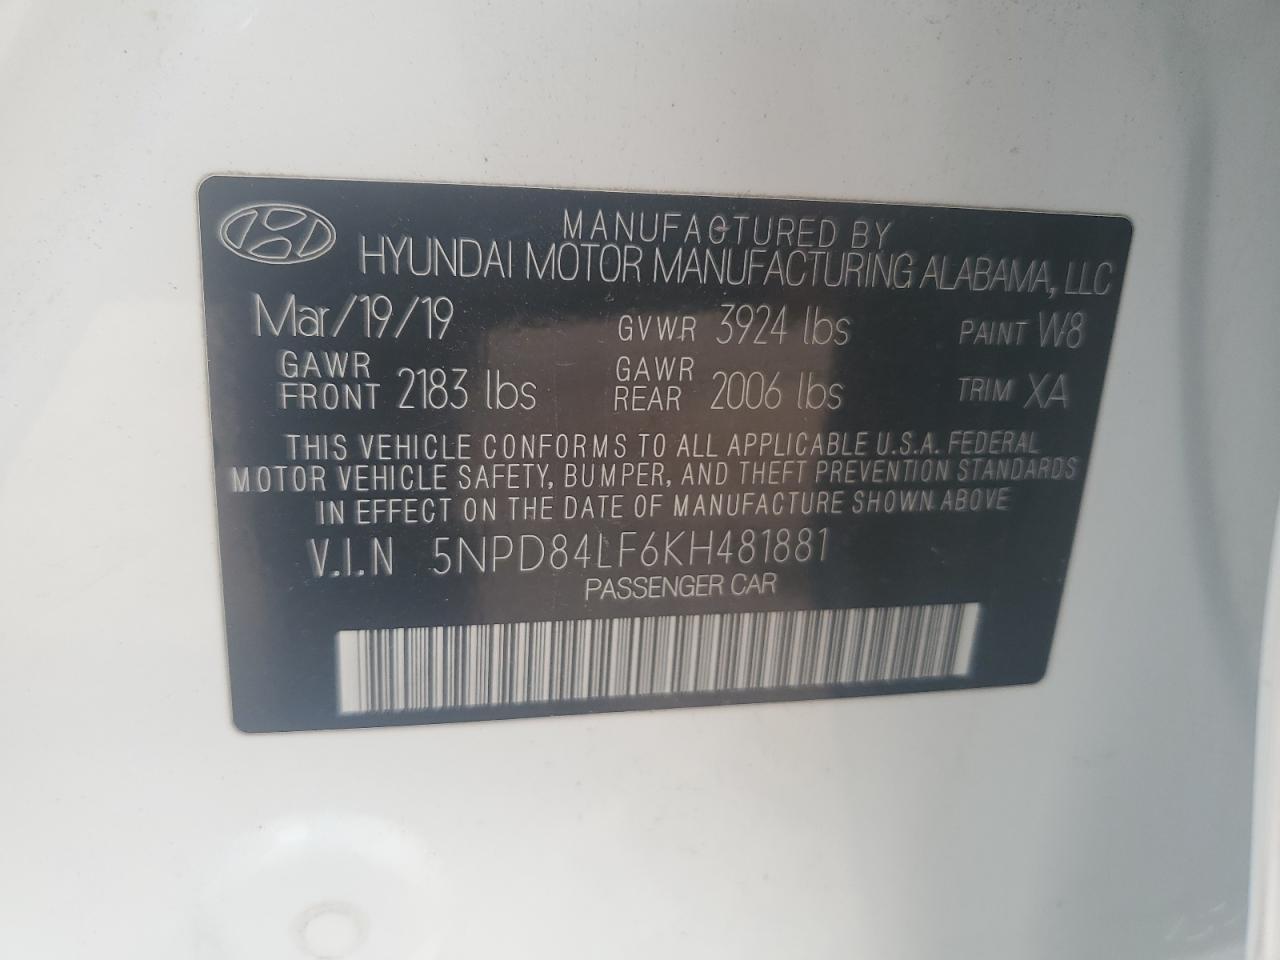 MANUFACTURED BY
HYUNDAI MOTOR MANUFACTURING ALABAMA, LLC
Mar/19/19 GVWR 3924 lbs PAINT W8
GAWR FRONT 2183 lbs GAWR REAR 2006 lbs TRIM XA
THIS VEHICLE CONFORMS TO ALL APPLICABLE U.S.A. FEDERAL
MOTOR VEHICLE SAFETY, BUMPER, AND THEFT PREVENTION STANDARDS
IN EFFECT ON THE DATE OF MANUFACTURE SHOWN ABOVE
V.I.N 5NPD84LF6KH481881
PASSENGER CAR